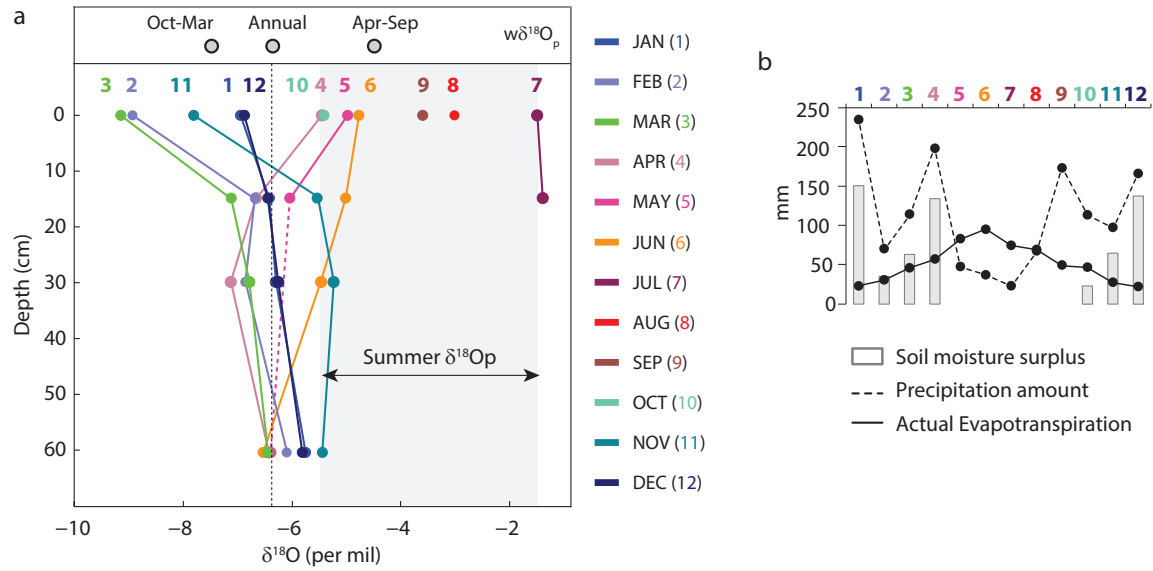 a
Oct-Mar Annual Apr-Sep wδ¹⁸Oₚ
3 2 11 1 12 10 4 5 6 9 8 7
0
10
20
30
40
50
60
Depth (cm)
Summer δ¹⁸Op
−10 −8 −6 −4 −2
δ¹⁸O (per mil)
JAN (1)
FEB (2)
MAR (3)
APR (4)
MAY (5)
JUN (6)
JUL (7)
AUG (8)
SEP (9)
OCT (10)
NOV (11)
DEC (12)
b
1 2 3 4 5 6 7 8 9 10 11 12
250
200
150
100
50
0
mm
Soil moisture surplus
Precipitation amount
Actual Evapotranspiration